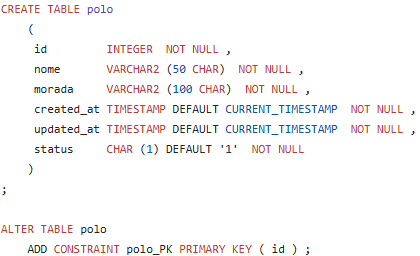 CREATE TABLE polo
(
id INTEGER NOT NULL ,
nome VARCHAR2 (50 CHAR) NOT NULL ,
morada VARCHAR2 (100 CHAR) NOT NULL ,
created_at TIMESTAMP DEFAULT CURRENT_TIMESTAMP NOT NULL ,
updated_at TIMESTAMP DEFAULT CURRENT_TIMESTAMP NOT NULL ,
status CHAR (1) DEFAULT '1' NOT NULL
)
;
ALTER TABLE polo
ADD CONSTRAINT polo_PK PRIMARY KEY ( id ) ;